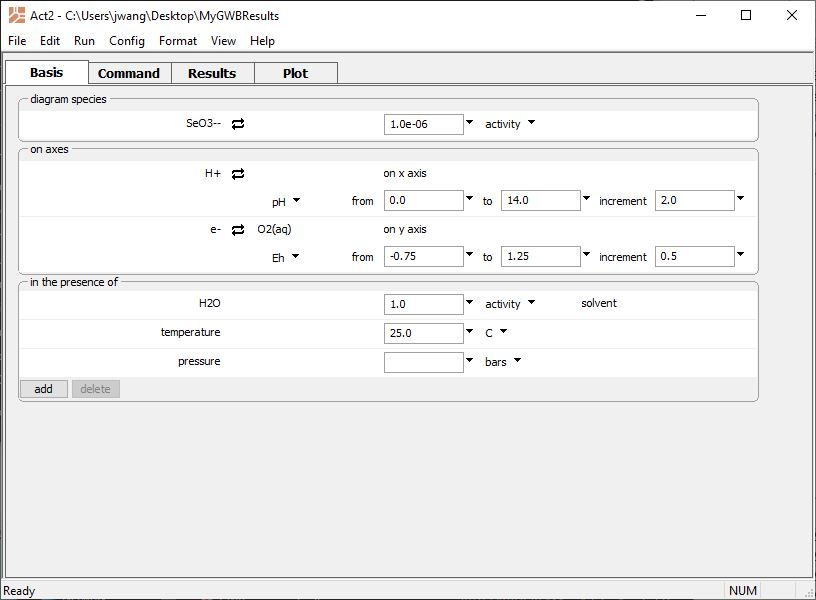 Act2 - C:\Users\jwang\Desktop\MyGWBResults
File Edit Run Config Format View Help
Basis Command Results Plot
diagram species
SeO3-- 1.0e-06 activity
on axes
H+ on x axis
pH from 0.0 to 14.0 increment 2.0
e- O2(aq) on y axis
Eh from -0.75 to 1.25 increment 0.5
in the presence of
H2O 1.0 activity solvent
temperature 25.0 C
pressure bars
add delete
Ready NUM